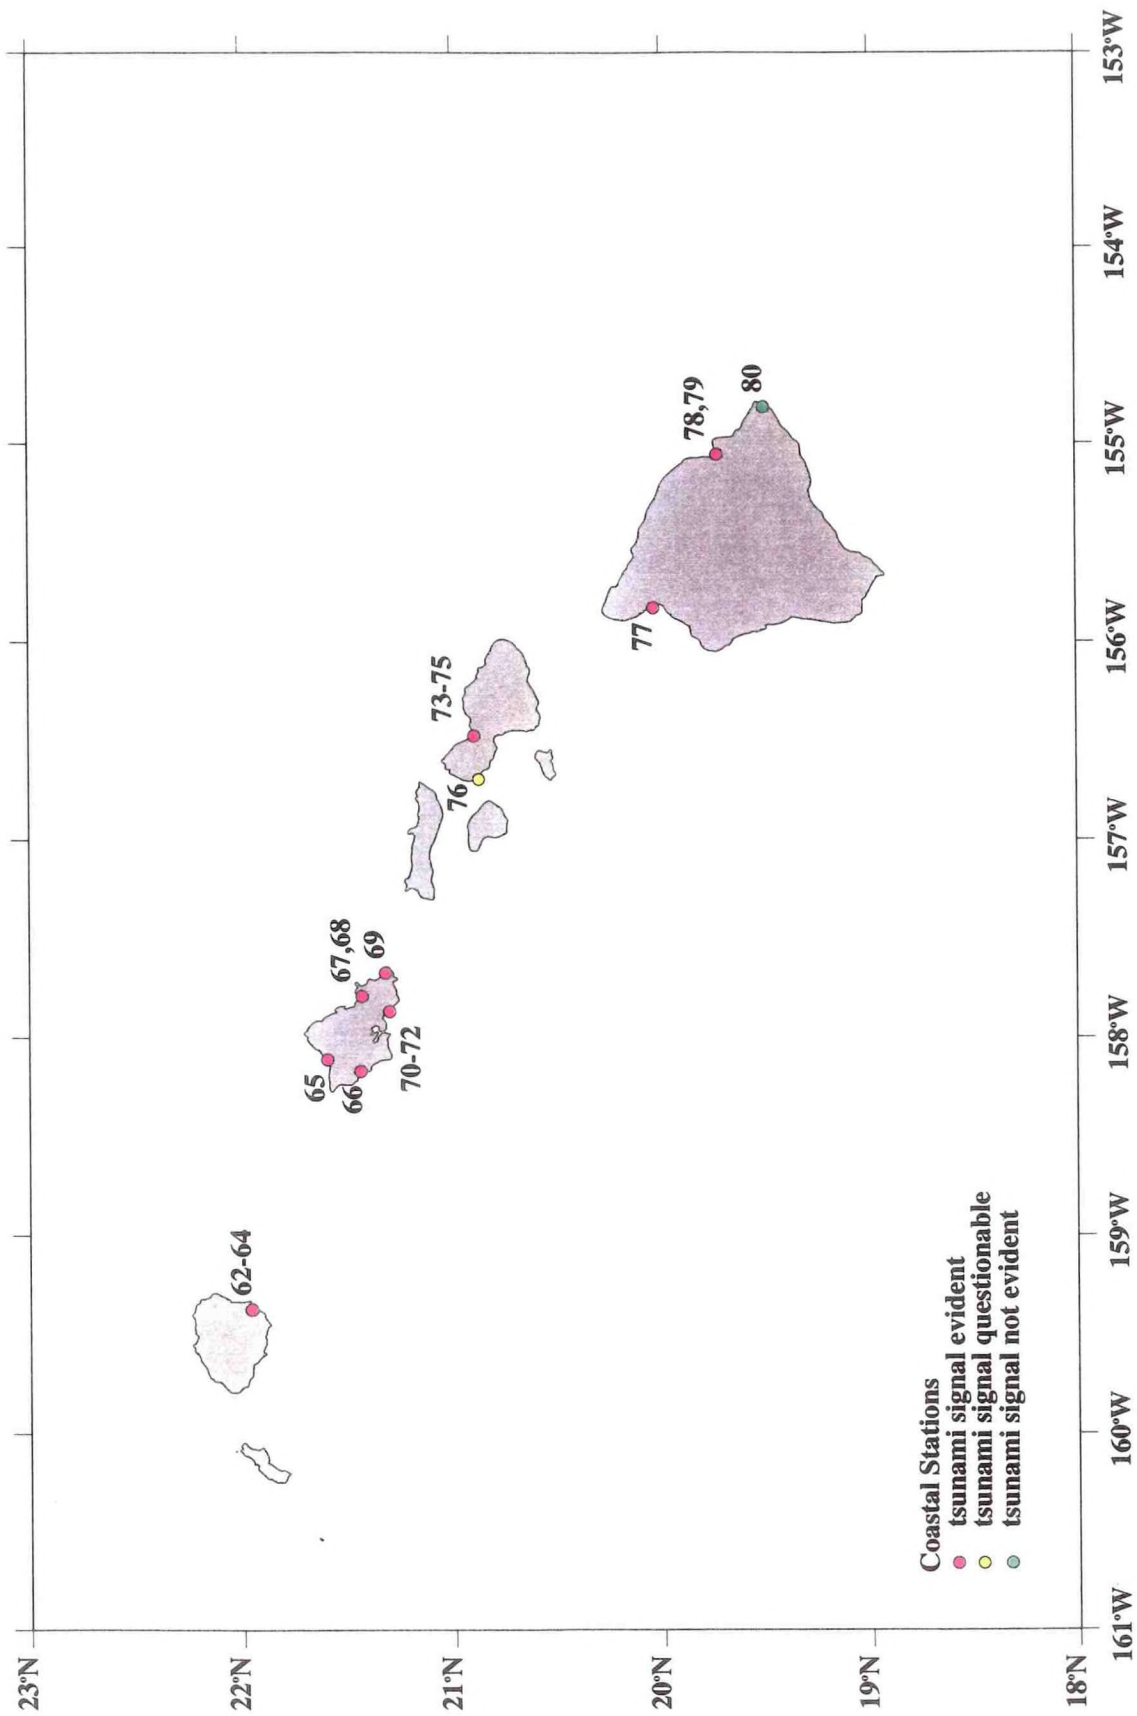 23°N
22°N
21°N
20°N
19°N
18°N
161°W
160°W
159°W
158°W
157°W
156°W
155°W
154°W
153°W
62-64
65
66
67,68
69
70-72
73-75
76
77
78,79
80
Coastal Stations
tsunami signal evident
tsunami signal questionable
tsunami signal not evident